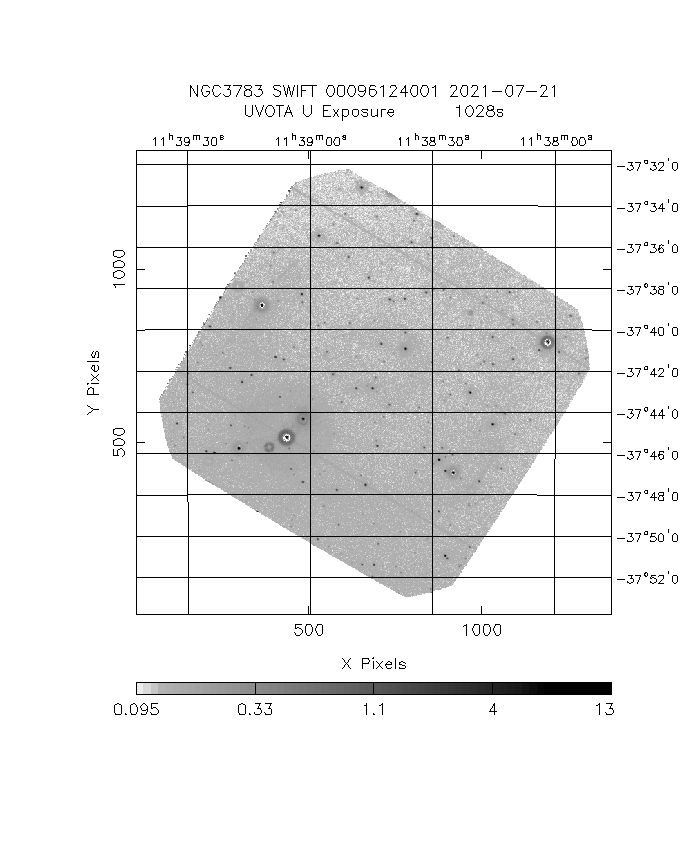 NGC3783 SWIFT 00096124001 2021-07-21
UVOTA U Exposure 1028s
11ʰ39ᵐ30ˢ 11ʰ39ᵐ00ˢ 11ʰ38ᵐ30ˢ 11ʰ38ᵐ00ˢ
-37°32'0
-37°34'0
-37°36'0
-37°38'0
-37°40'0
-37°42'0
-37°44'0
-37°46'0
-37°48'0
-37°50'0
-37°52'0
1000
500
Y Pixels
500 1000
X Pixels
0.095 0.33 1.1 4 13